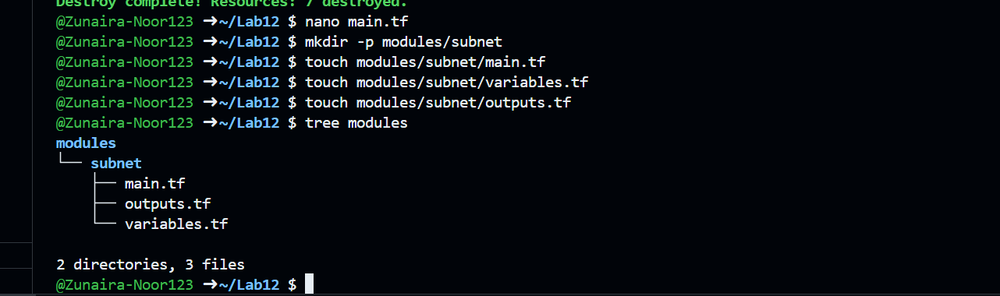 Destroy complete! Resources: 7 destroyed.
@Zunaira-Noor123 ➜~/Lab12 $ nano main.tf
@Zunaira-Noor123 ➜~/Lab12 $ mkdir -p modules/subnet
@Zunaira-Noor123 ➜~/Lab12 $ touch modules/subnet/main.tf
@Zunaira-Noor123 ➜~/Lab12 $ touch modules/subnet/variables.tf
@Zunaira-Noor123 ➜~/Lab12 $ touch modules/subnet/outputs.tf
@Zunaira-Noor123 ➜~/Lab12 $ tree modules
modules
└── subnet
    ├── main.tf
    ├── outputs.tf
    └── variables.tf
2 directories, 3 files
@Zunaira-Noor123 ➜~/Lab12 $